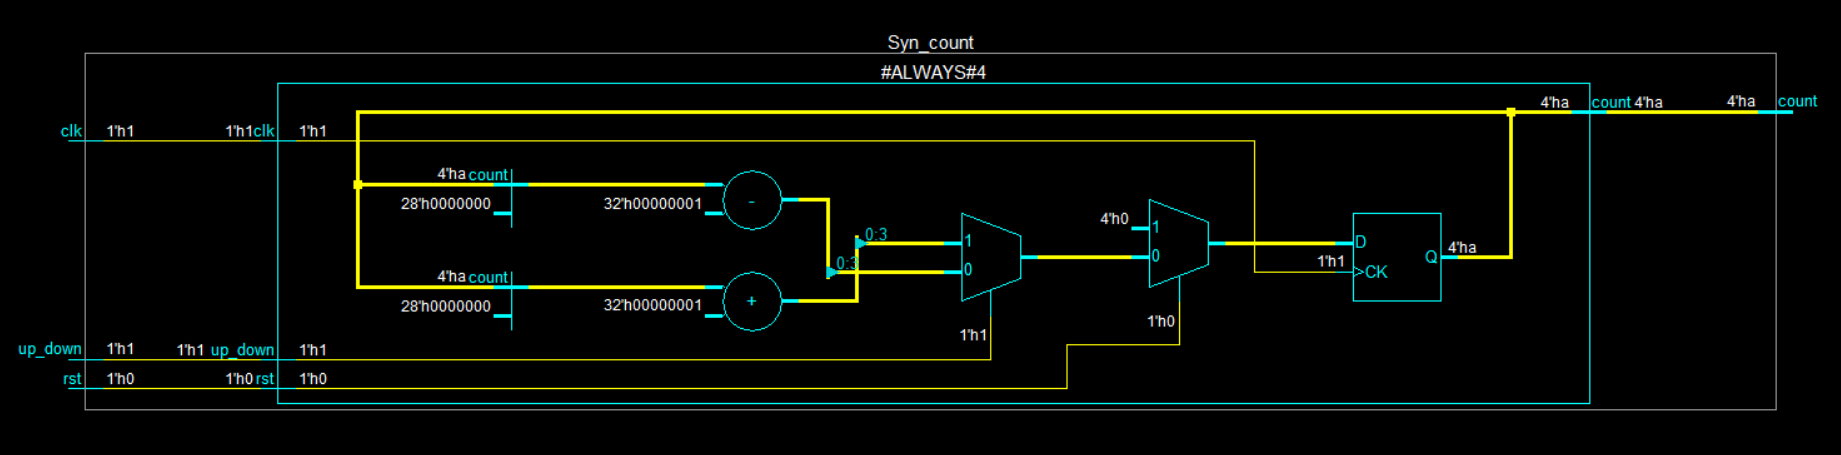 Syn_count
#ALWAYS#4
4'ha count 4'ha 4'ha count
clk 1'h1 1'h1 clk 1'h1
4'ha count
28'h0000000 32'h00000001 -
4'h0 1
0:3 1 D
0:3 0 0 Q 4'ha
1'h1 CK
4'ha count
28'h0000000 32'h00000001 +
1'h1 1'h0
up_down 1'h1 1'h1 up_down 1'h1
rst 1'h0 1'h0 rst 1'h0